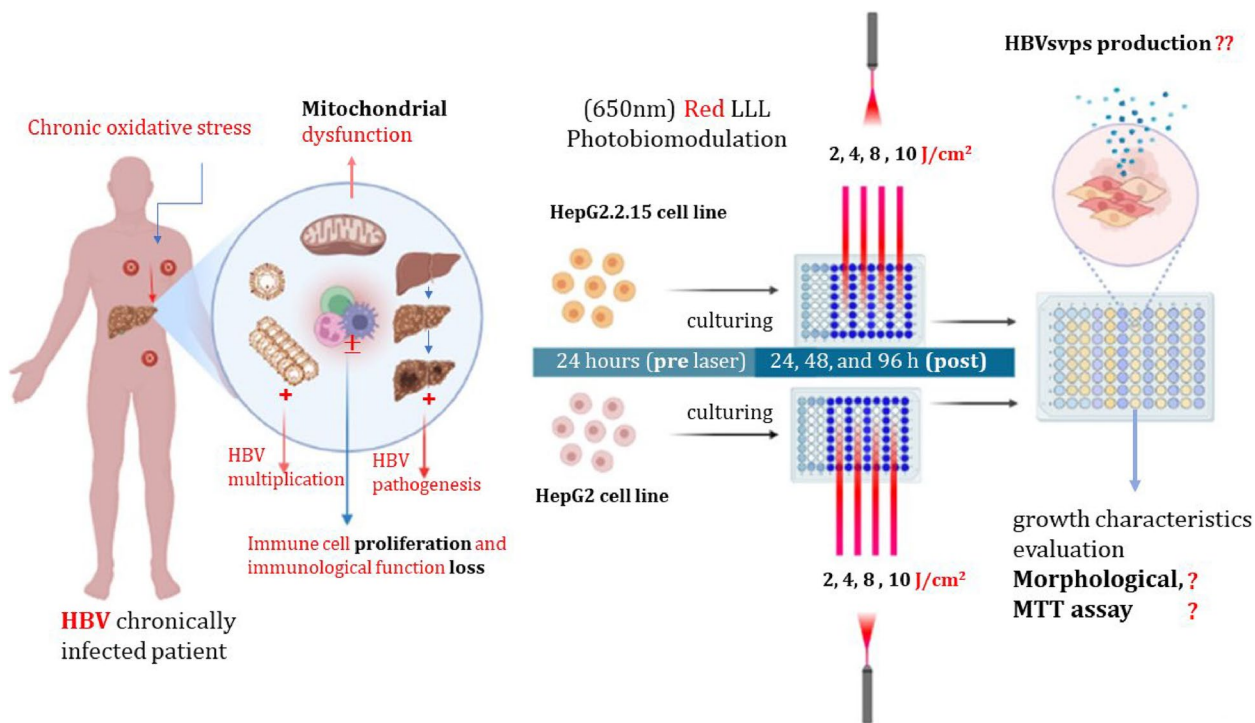 Chronic oxidative stress
Mitochondrial
dysfunction
HBV
multiplication
HBV
pathogenesis
Immune cell proliferation and
immunological function loss
HBV chronically
infected patient
(650nm) Red LLL
Photobiomodulation
2, 4, 8 , 10 J/cm²
HepG2.2.15 cell line
culturing
24 hours (pre laser)
24, 48, and 96 h (post)
culturing
HepG2 cell line
2, 4, 8 , 10 J/cm²
HBVsvps production ??
growth characteristics
evaluation
Morphological, ?
MTT assay ?